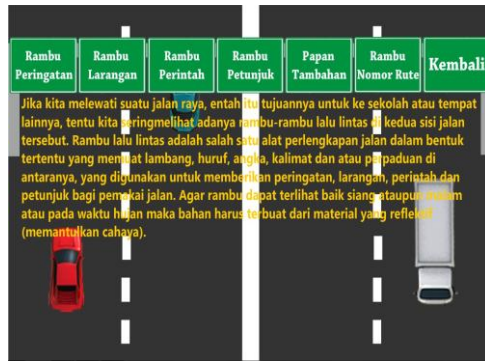 Rambu Peringatan
Rambu Larangan
Rambu Perintah
Rambu Petunjuk
Papan Tambahan
Rambu Nomor Rute
Kembali
Jika kita melewati suatu jalan raya, entah itu tujuannya untuk ke sekolah atau tempat
lainnya, tentu kita seringmelihat adanya rambu-rambu lalu lintas di kedua sisi jalan
tersebut. Rambu lalu lintas adalah salah satu alat perlengkapan jalan dalam bentuk
tertentu yang memuat lambang, huruf, angka, kalimat dan atau perpaduan di
antaranya, yang digunakan untuk memberikan peringatan, larangan, perintah dan
petunjuk bagi pemakai jalan. Agar rambu dapat terlihat baik siang ataupun malam
atau pada waktu hujan maka bahan harus terbuat dari material yang reflektif
(memantulkan cahaya).